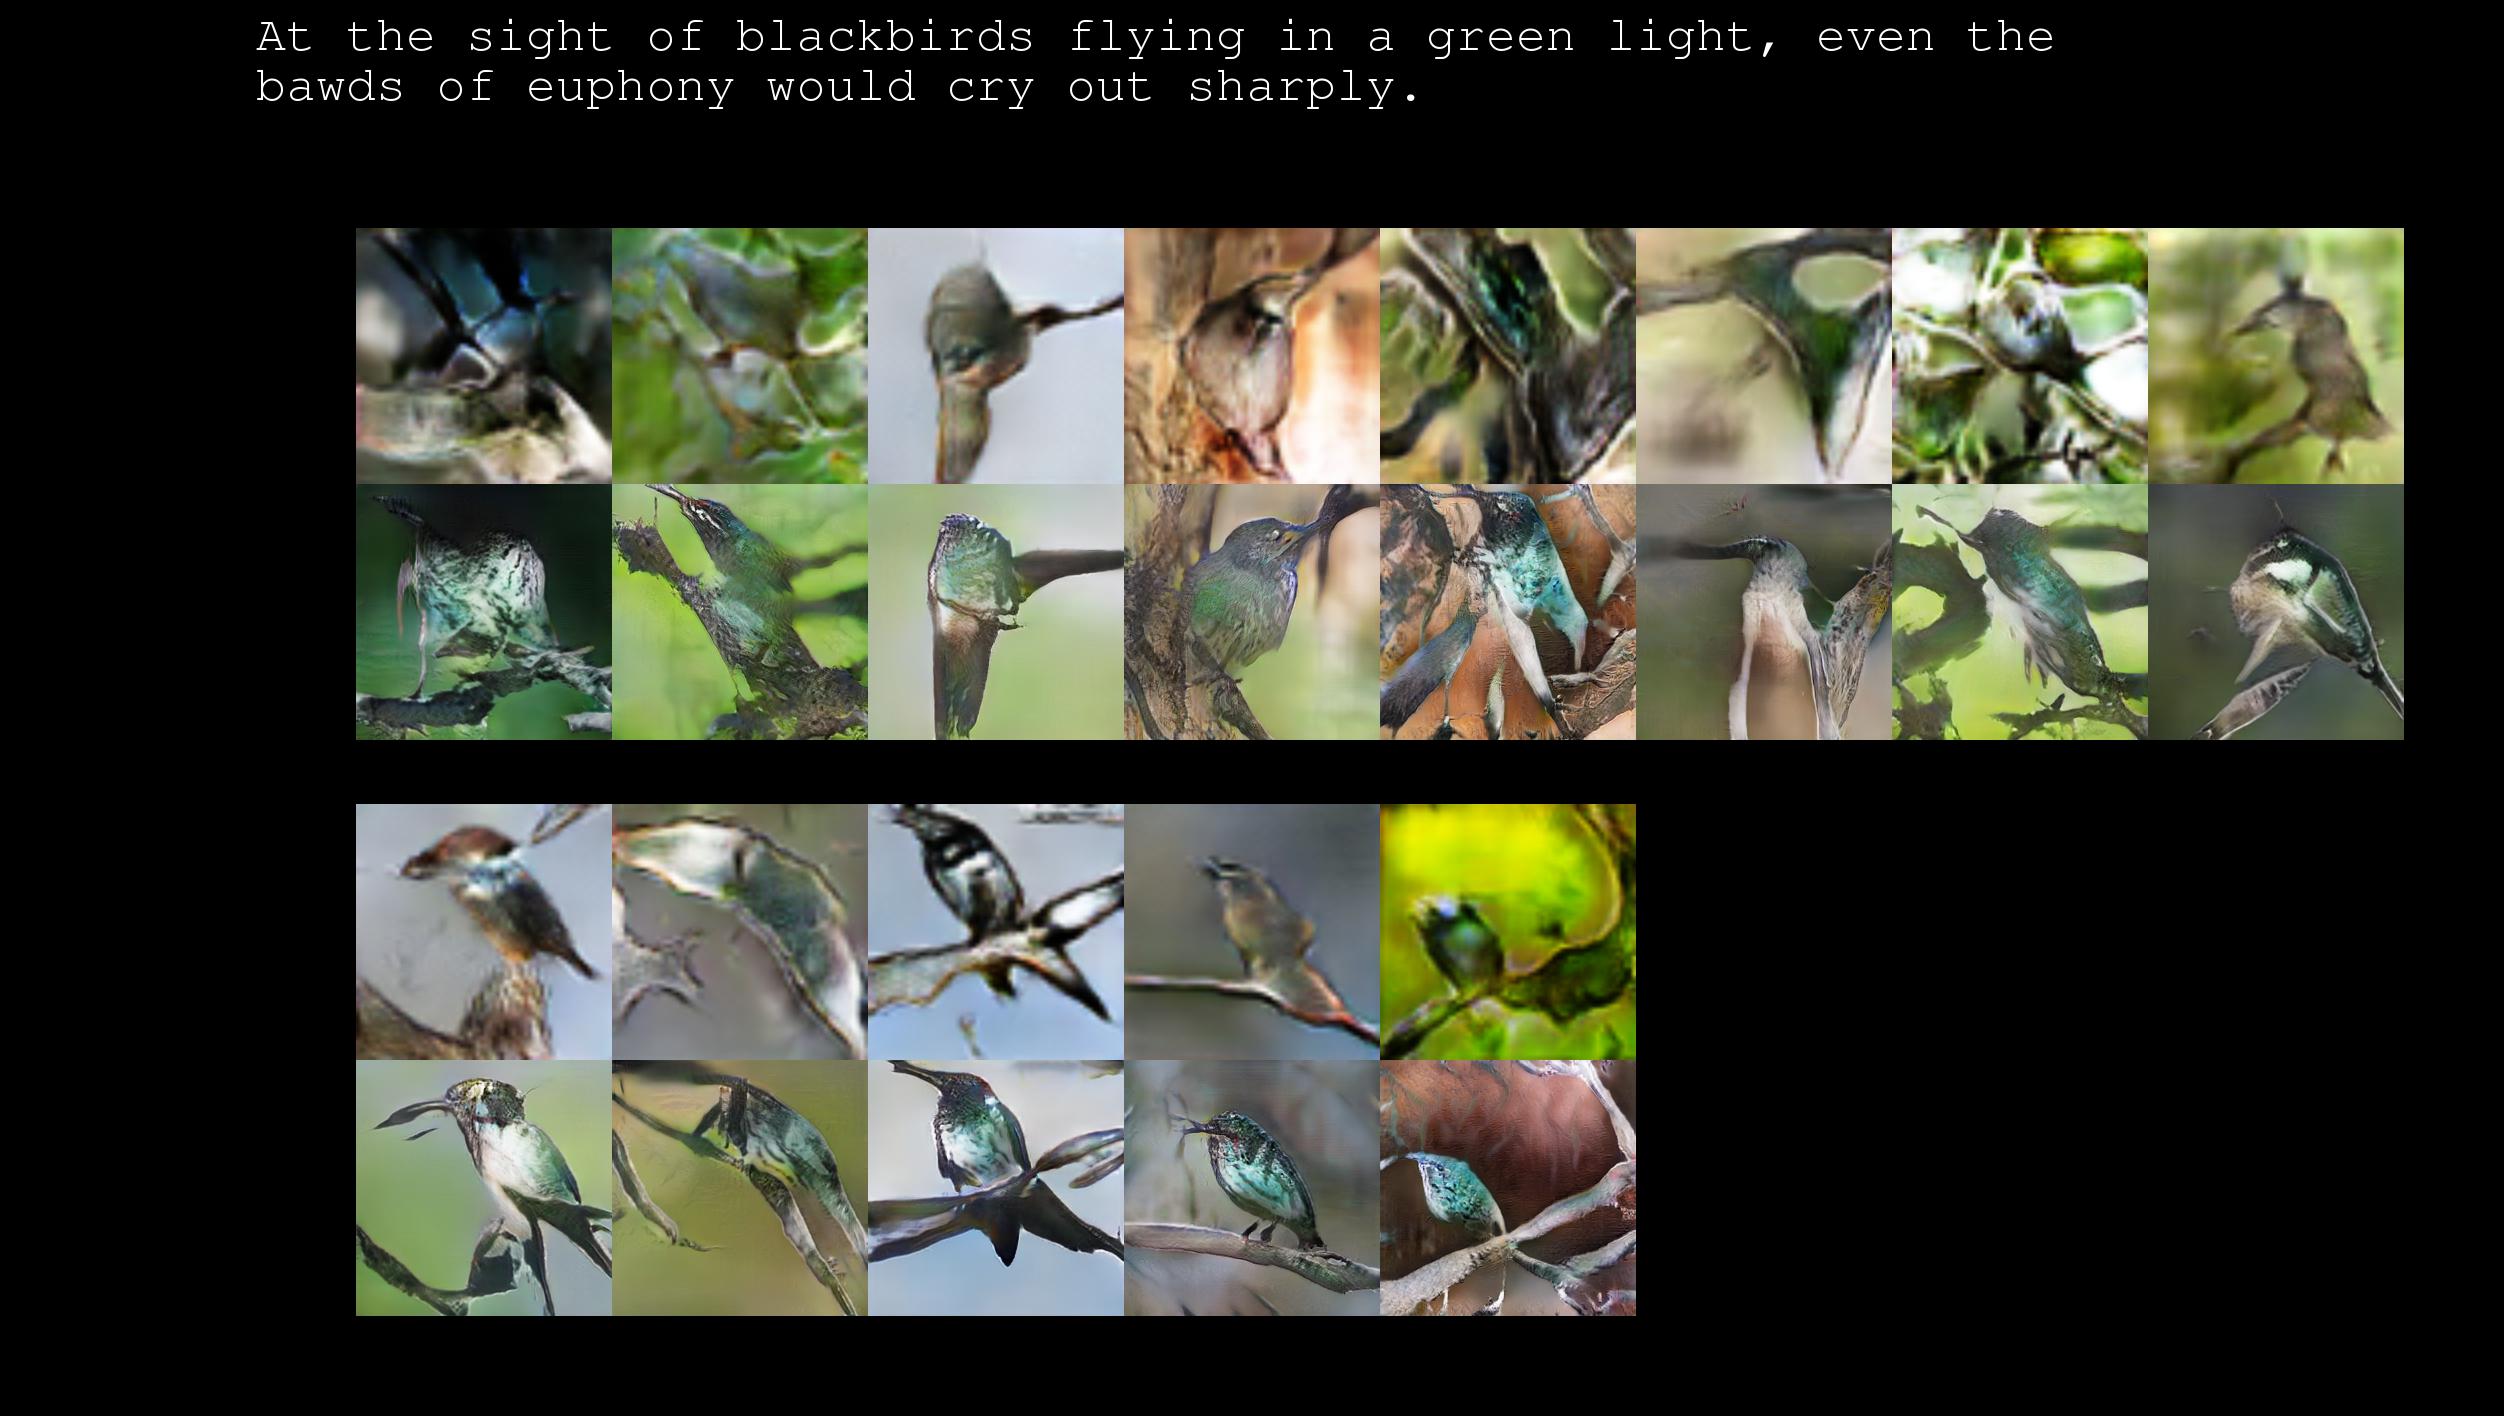 At the sight of blackbirds flying in a green light, even the
bawds of euphony would cry out sharply.